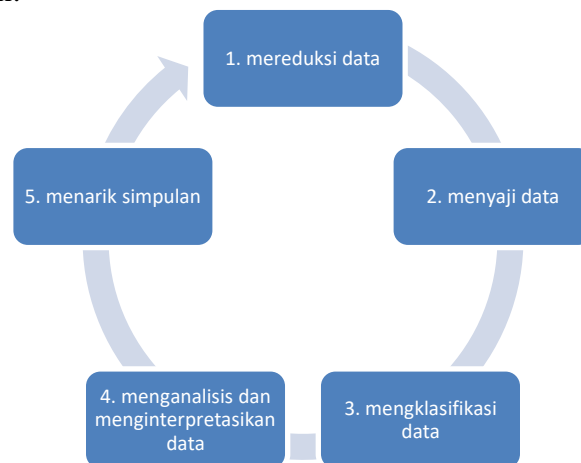 1. mereduksi data
2. menyaji data
3. mengklasifikasi
data
4. menganalisis dan
menginterpretasikan
data
5. menarik simpulan